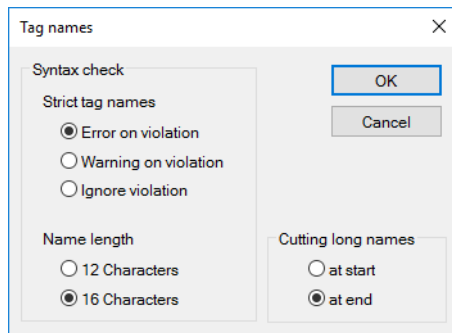 Tag names
Syntax check
Strict tag names
Error on violation
Warning on violation
Ignore violation
Name length
12 Characters
16 Characters
OK
Cancel
Cutting long names
at start
at end